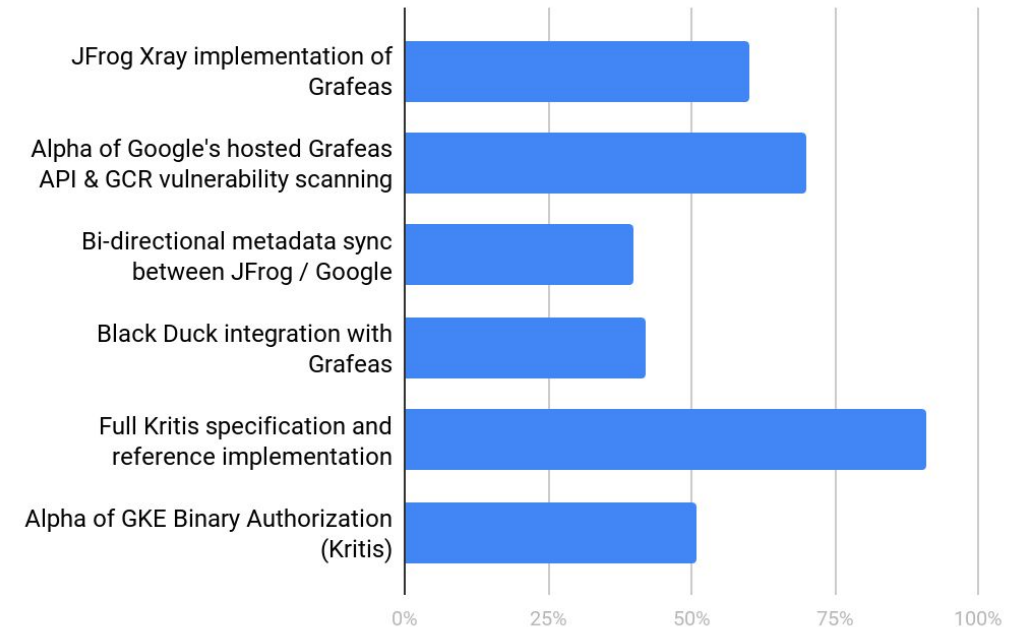 JFrog Xray implementation of
Grafeas
Alpha of Google's hosted Grafeas
API & GCR vulnerability scanning
Bi-directional metadata sync
between JFrog / Google
Black Duck integration with
Grafeas
Full Kritis specification and
reference implementation
Alpha of GKE Binary Authorization
(Kritis)
0% 25% 50% 75% 100%